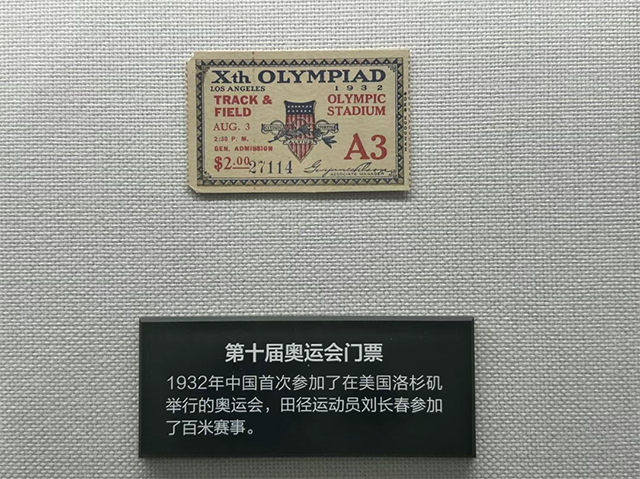 Xth OLYMPIAD
LOS ANGELES 1932
TRACK & FIELD
OLYMPIC STADIUM
AUG. 3
2:30 P. M.
GEN. ADMISSION
$2.00
27114
A3
ASSOCIATE MANAGER
第十届奥运会门票
1932年中国首次参加了在美国洛杉矶
举行的奥运会，田径运动员刘长春参加
了百米赛事。